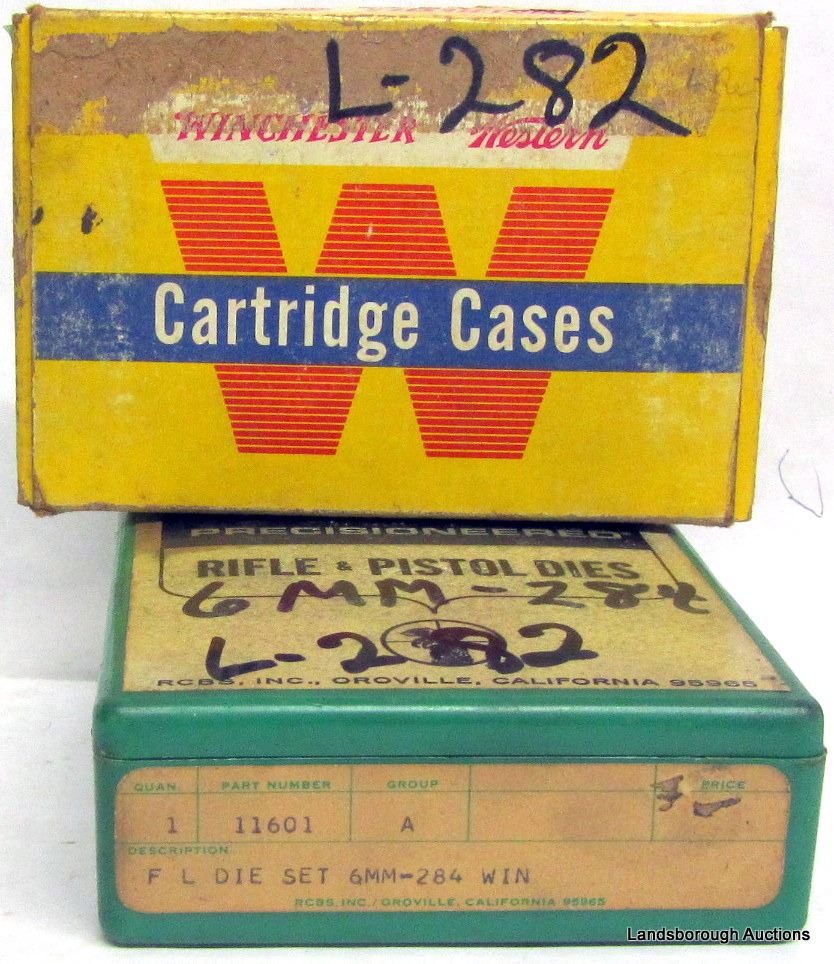 L-282
WINCHESTER Western
W
Cartridge Cases
PRECISIONEERED
RIFLE & PISTOL DIES
6MM-284
L-282
RCBS, INC., OROVILLE, CALIFORNIA 95965
QUAN. PART NUMBER GROUP PRICE
1 11601 A
DESCRIPTION
F L DIE SET 6MM-284 WIN
RCBS, INC./OROVILLE, CALIFORNIA 95965
Landsborough Auctions